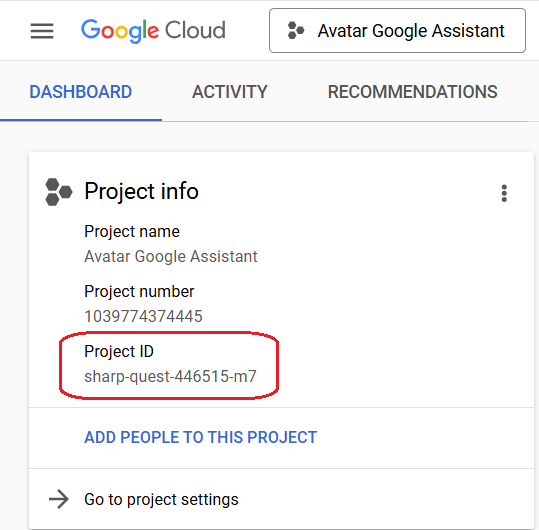 Google Cloud
Avatar Google Assistant
DASHBOARD
ACTIVITY
RECOMMENDATIONS
Project info
Project name
Avatar Google Assistant
Project number
1039774374445
Project ID
sharp-quest-446515-m7
ADD PEOPLE TO THIS PROJECT
Go to project settings